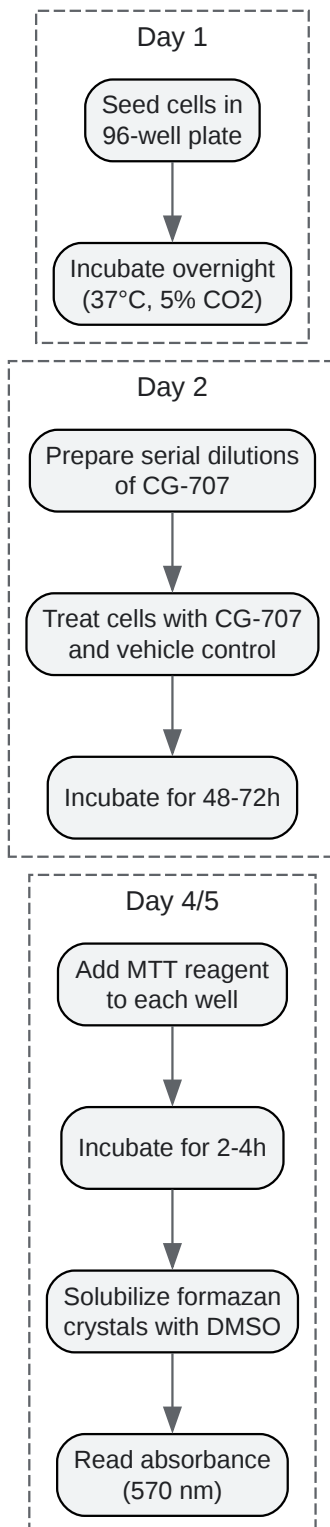 Day 1
Seed cells in
96-well plate
Incubate overnight
(37°C, 5% CO2)
Day 2
Prepare serial dilutions
of CG-707
Treat cells with CG-707
and vehicle control
Incubate for 48-72h
Day 4/5
Add MTT reagent
to each well
Incubate for 2-4h
Solubilize formazan
crystals with DMSO
Read absorbance
(570 nm)